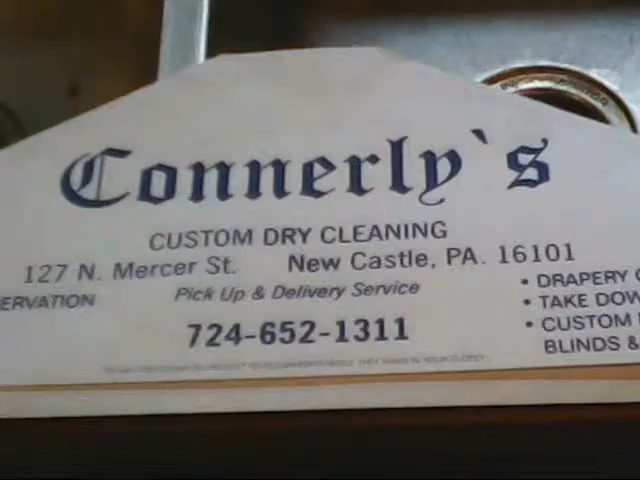 Connerly`s
CUSTOM DRY CLEANING
127 N. Mercer St. New Castle, PA. 16101
ERVATION Pick Up & Delivery Service
724-652-1311
• DRAPERY
• TAKE DOW
• CUSTOM
BLINDS &